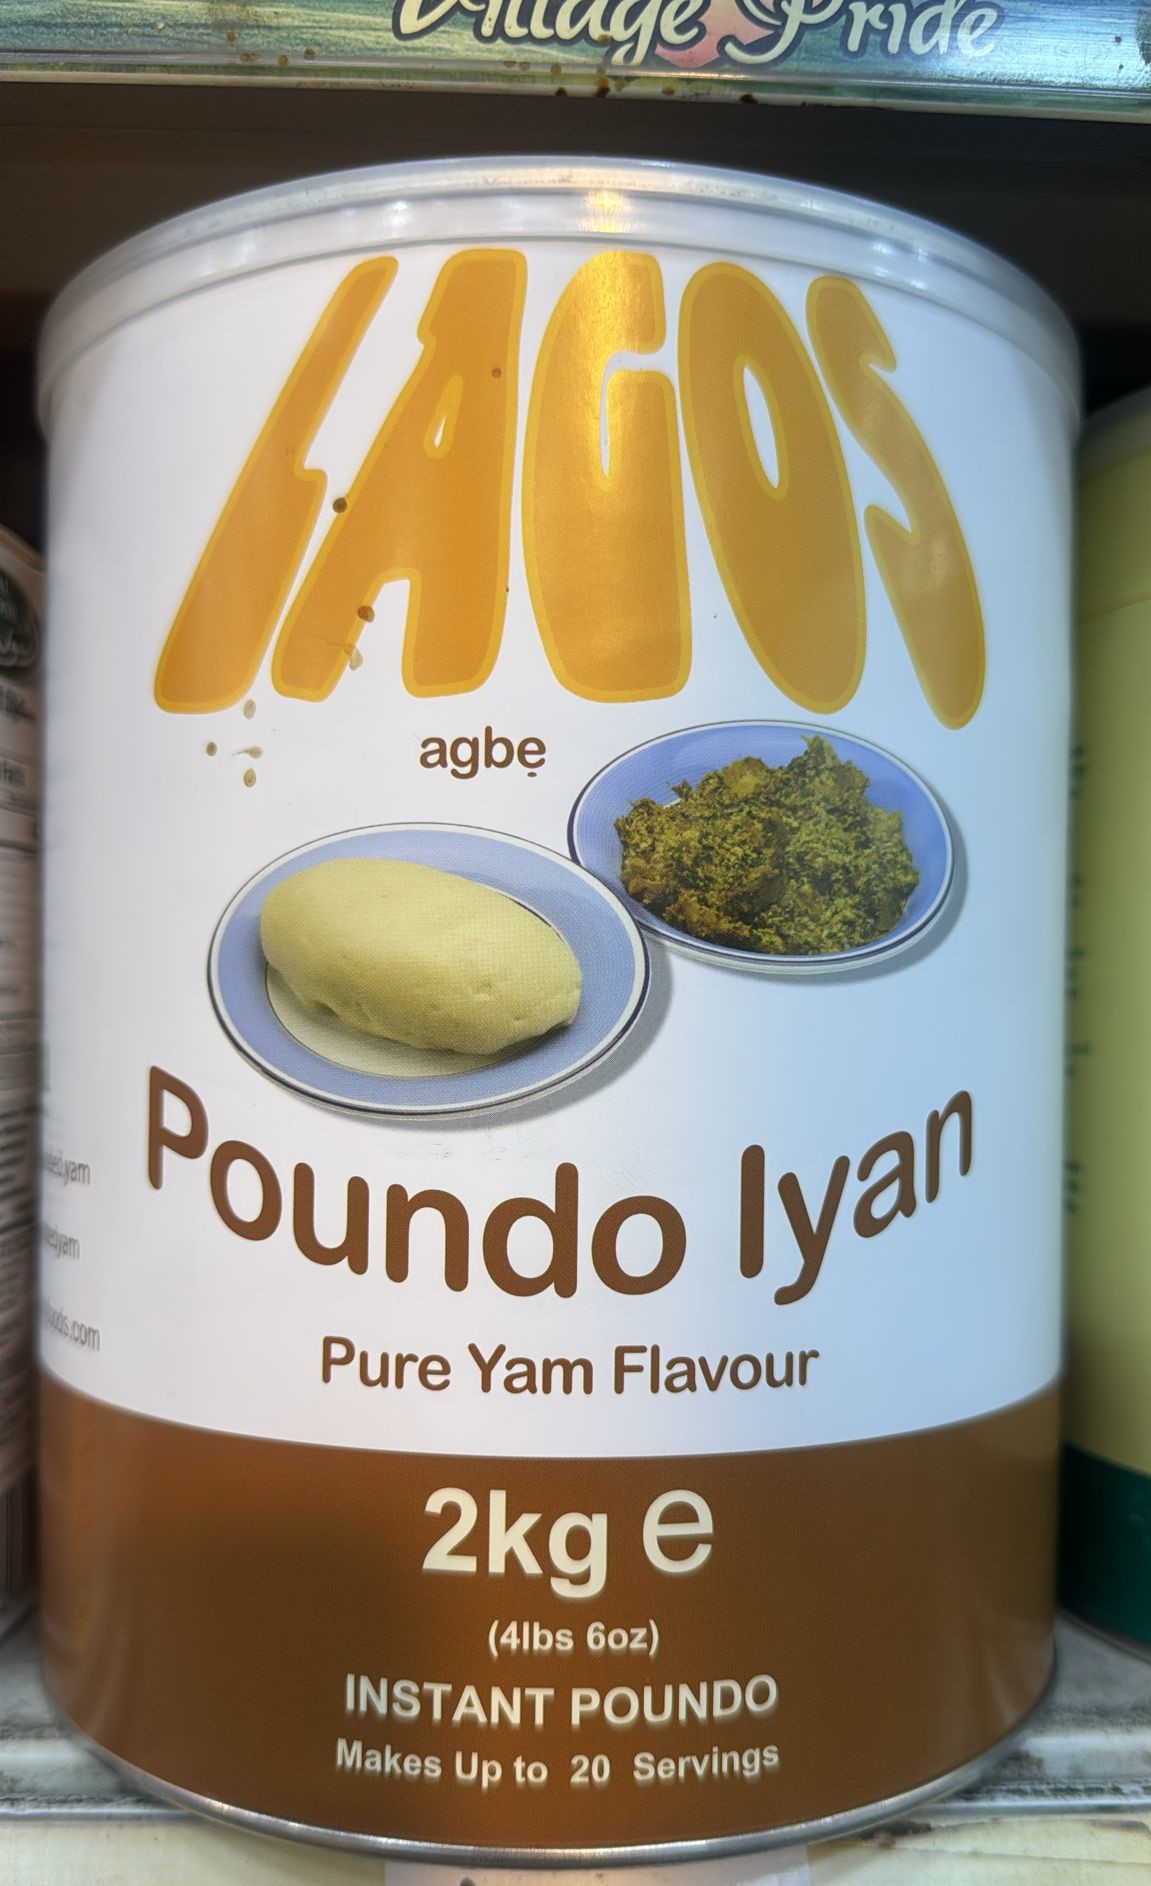 Village Pride
LAGOS
agbẹ
Poundo Iyan
Pure Yam Flavour
2kg e
(4lbs 6oz)
INSTANT POUNDO
Makes Up to 20 Servings